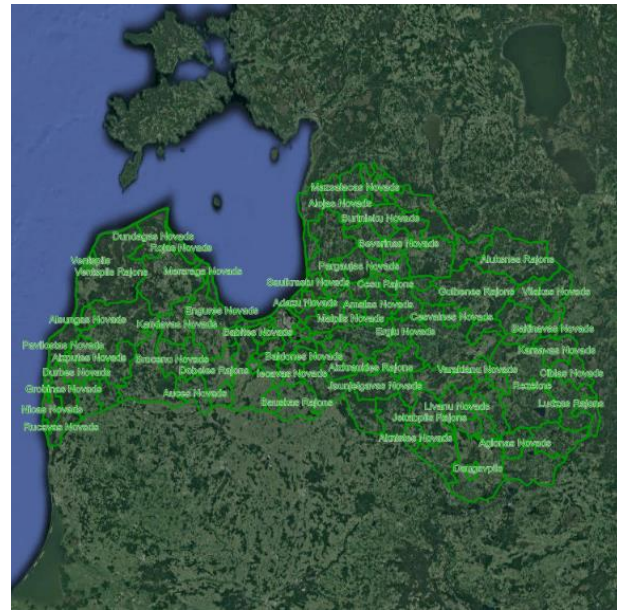 Mazsalacas Novads
Alojas Novads
Burtnieku Novads
Dundagas Novads
Rojas Novads
Beverinas Novads
Ventspils
Aluksnes Rajons
Ventspils Rajons
Mersraga Novads
Pargaujas Novads
Saulkrastu Novads
Cesu Rajons
Gulbenes Rajons
Vilakas Novads
Adazu Novads
Amatas Novads
Engures Novads
Alsungas Novads
Kandavas Novads
Malpils Novads
Cesvaines Novads
Babites Novads
Erglu Novads
Baltinavas Novads
Pavilostas Novads
Karsavas Novads
Aizputes Novads
Brocenu Novads
Baldones Novads
Aizkraukles Rajons
Durbes Novads
Dobeles Rajons
Iecavas Novads
Varaklanu Novads
Ciblas Novads
Grobinas Novads
Jaunjelgavas Novads
Rezekne
Auces Novads
Bauskas Rajons
Livanu Novads
Ludzas Rajons
Nicas Novads
Jekabpils Rajons
Rucavas Novads
Aknistes Novads
Aglonas Novads
Daugavpils